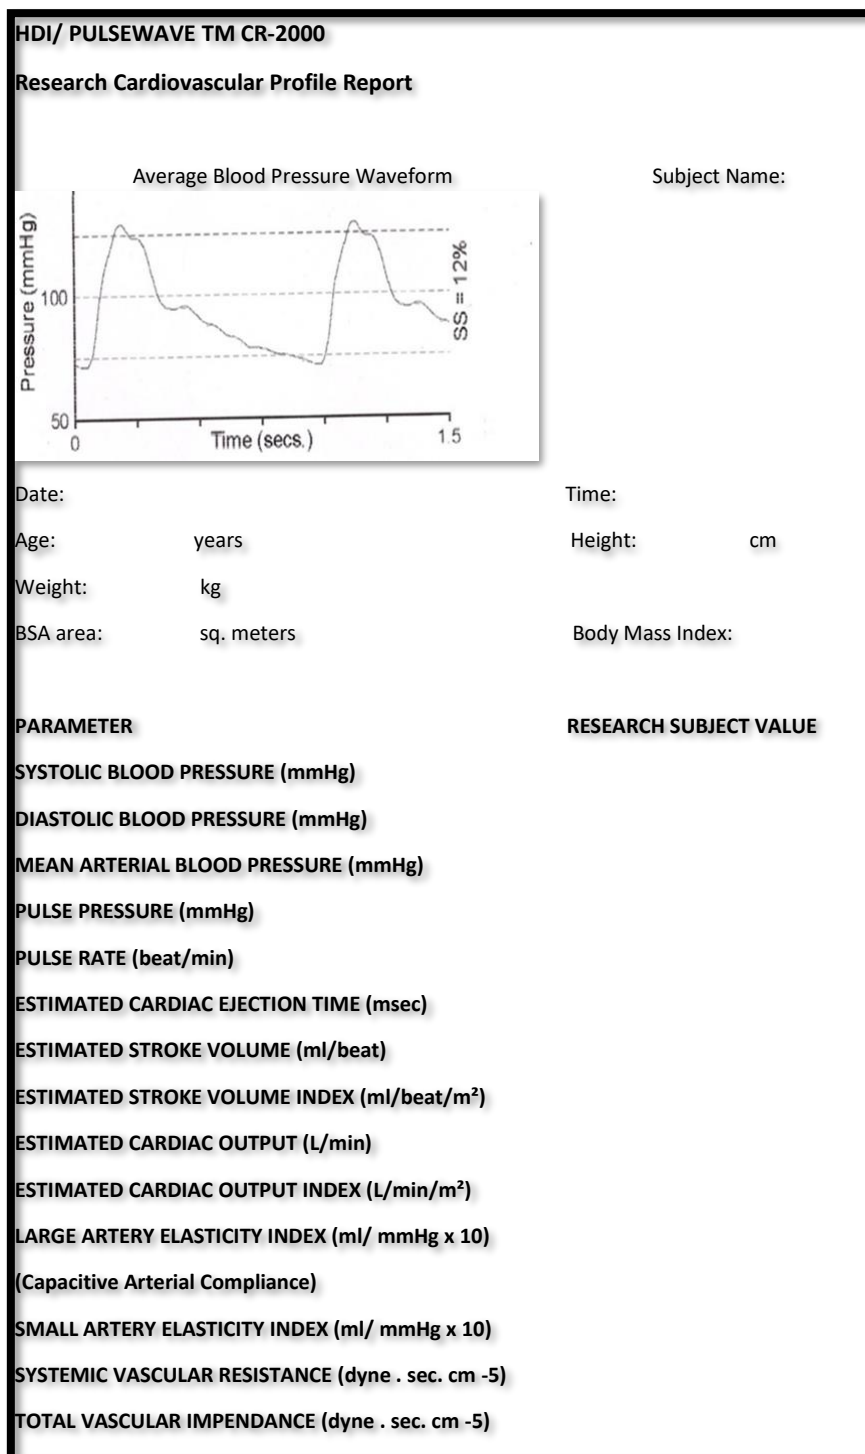 HDI/ PULSEWAVE TM CR-2000
Research Cardiovascular Profile Report
Average Blood Pressure Waveform Subject Name:
Pressure (mmHg)
100
50
0
Time (secs.)
1.5
SS = 12%
Date: Time:
Age: years Height: cm
Weight: kg
BSA area: sq. meters Body Mass Index:
PARAMETER RESEARCH SUBJECT VALUE
SYSTOLIC BLOOD PRESSURE (mmHg)
DIASTOLIC BLOOD PRESSURE (mmHg)
MEAN ARTERIAL BLOOD PRESSURE (mmHg)
PULSE PRESSURE (mmHg)
PULSE RATE (beat/min)
ESTIMATED CARDIAC EJECTION TIME (msec)
ESTIMATED STROKE VOLUME (ml/beat)
ESTIMATED STROKE VOLUME INDEX (ml/beat/m²)
ESTIMATED CARDIAC OUTPUT (L/min)
ESTIMATED CARDIAC OUTPUT INDEX (L/min/m²)
LARGE ARTERY ELASTICITY INDEX (ml/ mmHg x 10)
(Capacitive Arterial Compliance)
SMALL ARTERY ELASTICITY INDEX (ml/ mmHg x 10)
SYSTEMIC VASCULAR RESISTANCE (dyne . sec. cm -5)
TOTAL VASCULAR IMPENDANCE (dyne . sec. cm -5)